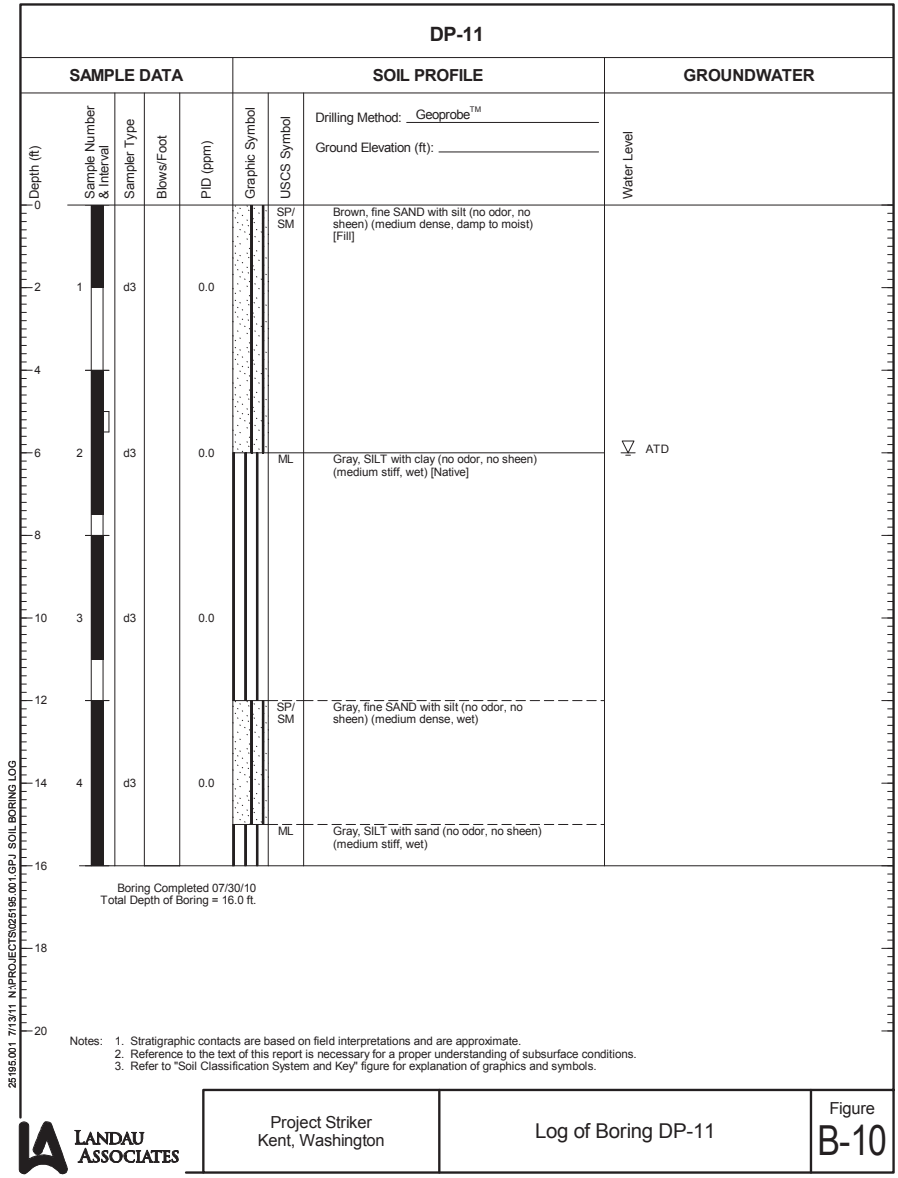 DP-11
SAMPLE DATA
SOIL PROFILE
GROUNDWATER
Depth (ft)
Sample Number
& Interval
Sampler Type
Blows/Foot
PID (ppm)
Graphic Symbol
USCS Symbol
Drilling Method: Geoprobe™
Ground Elevation (ft):
Water Level
0
SP/
SM
Brown, fine SAND with silt (no odor, no
sheen) (medium dense, damp to moist)
[Fill]
2 1 d3 0.0
4
6 2 d3 0.0
ML
Gray, SILT with clay (no odor, no sheen)
(medium stiff, wet) [Native]
ATD
8
10 3 d3 0.0
12
SP/
SM
Gray, fine SAND with silt (no odor, no
sheen) (medium dense, wet)
14 4 d3 0.0
ML
Gray, SILT with sand (no odor, no sheen)
(medium stiff, wet)
16
Boring Completed 07/30/10
Total Depth of Boring = 16.0 ft.
18
20
Notes: 1. Stratigraphic contacts are based on field interpretations and are approximate.
2. Reference to the text of this report is necessary for a proper understanding of subsurface conditions.
3. Refer to "Soil Classification System and Key" figure for explanation of graphics and symbols.
25195.001 7/13/11 N:\PROJECTS\025195.001.GPJ SOIL BORING LOG
LA LANDAU
ASSOCIATES
Project Striker
Kent, Washington
Log of Boring DP-11
Figure
B-10